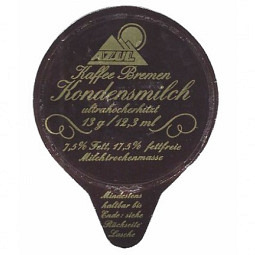 AZUL
Kaffee Bremen
Kondensmilch
ultrahocherhitzt
13 g / 12,3 ml
7,5% Fett, 17,5% fettfreie
Milchtrockenmasse
Mindestens
haltbar bis
Ende: siehe
Rückseite
Lasche